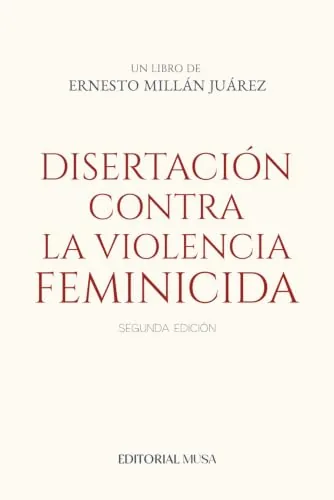 UN LIBRO DE
ERNESTO MILLÁN JUÁREZ
DISERTACIÓN
CONTRA
LA VIOLENCIA
FEMINICIDA
SEGUNDA EDICIÓN
EDITORIAL MUSA